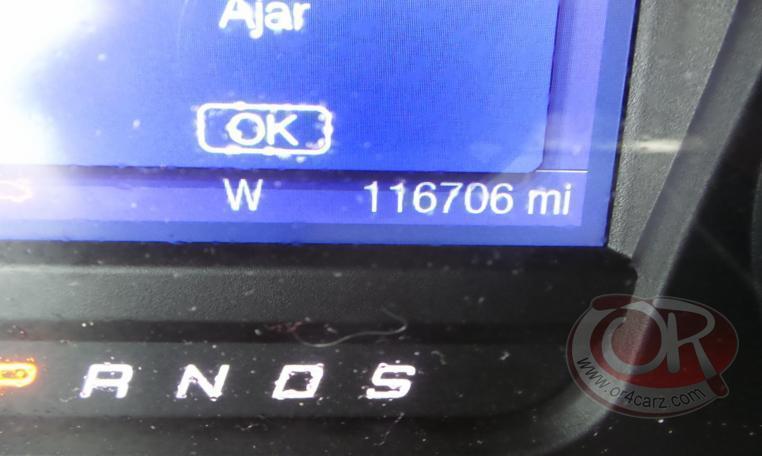 Ajar
OK
W 116706 mi
P R N D S
OR
www.or4carz.com